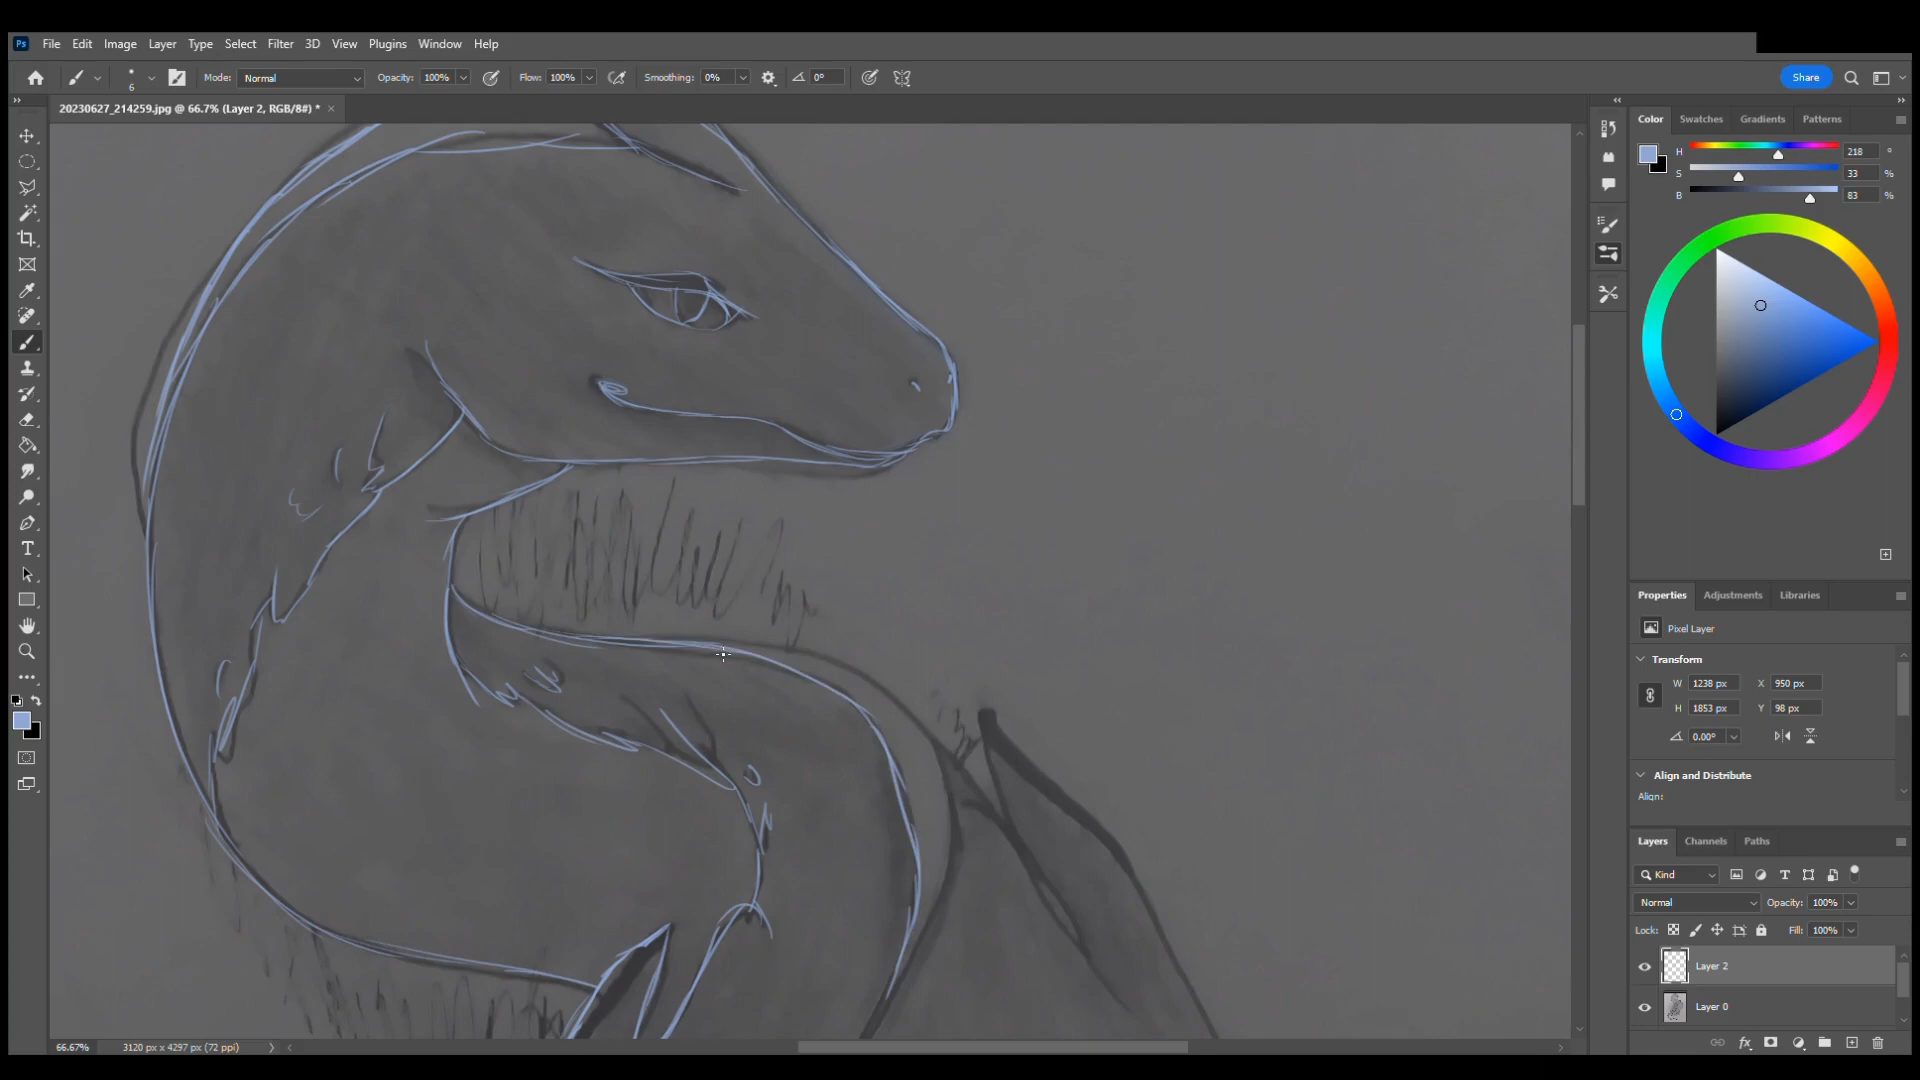 Ps File Edit Image Layer Type Select Filter 3D View Plugins Window Help
6 Mode: Normal Opacity: 100% Flow: 100% Smoothing: 0% 0° Share
20230627_214259.jpg @ 66.7% (Layer 2, RGB/8#) * ×
Color Swatches Gradients Patterns
H 218 °
S 33 %
B 83 %
Properties Adjustments Libraries
Pixel Layer
Transform
W 1238 px X 950 px
H 1853 px Y 98 px
0.00°
Align and Distribute
Align:
Layers Channels Paths
Kind
Normal Opacity: 100%
Lock: Fill: 100%
Layer 2
Layer 0
fx
66.67% 3120 px x 4297 px (72 ppi)